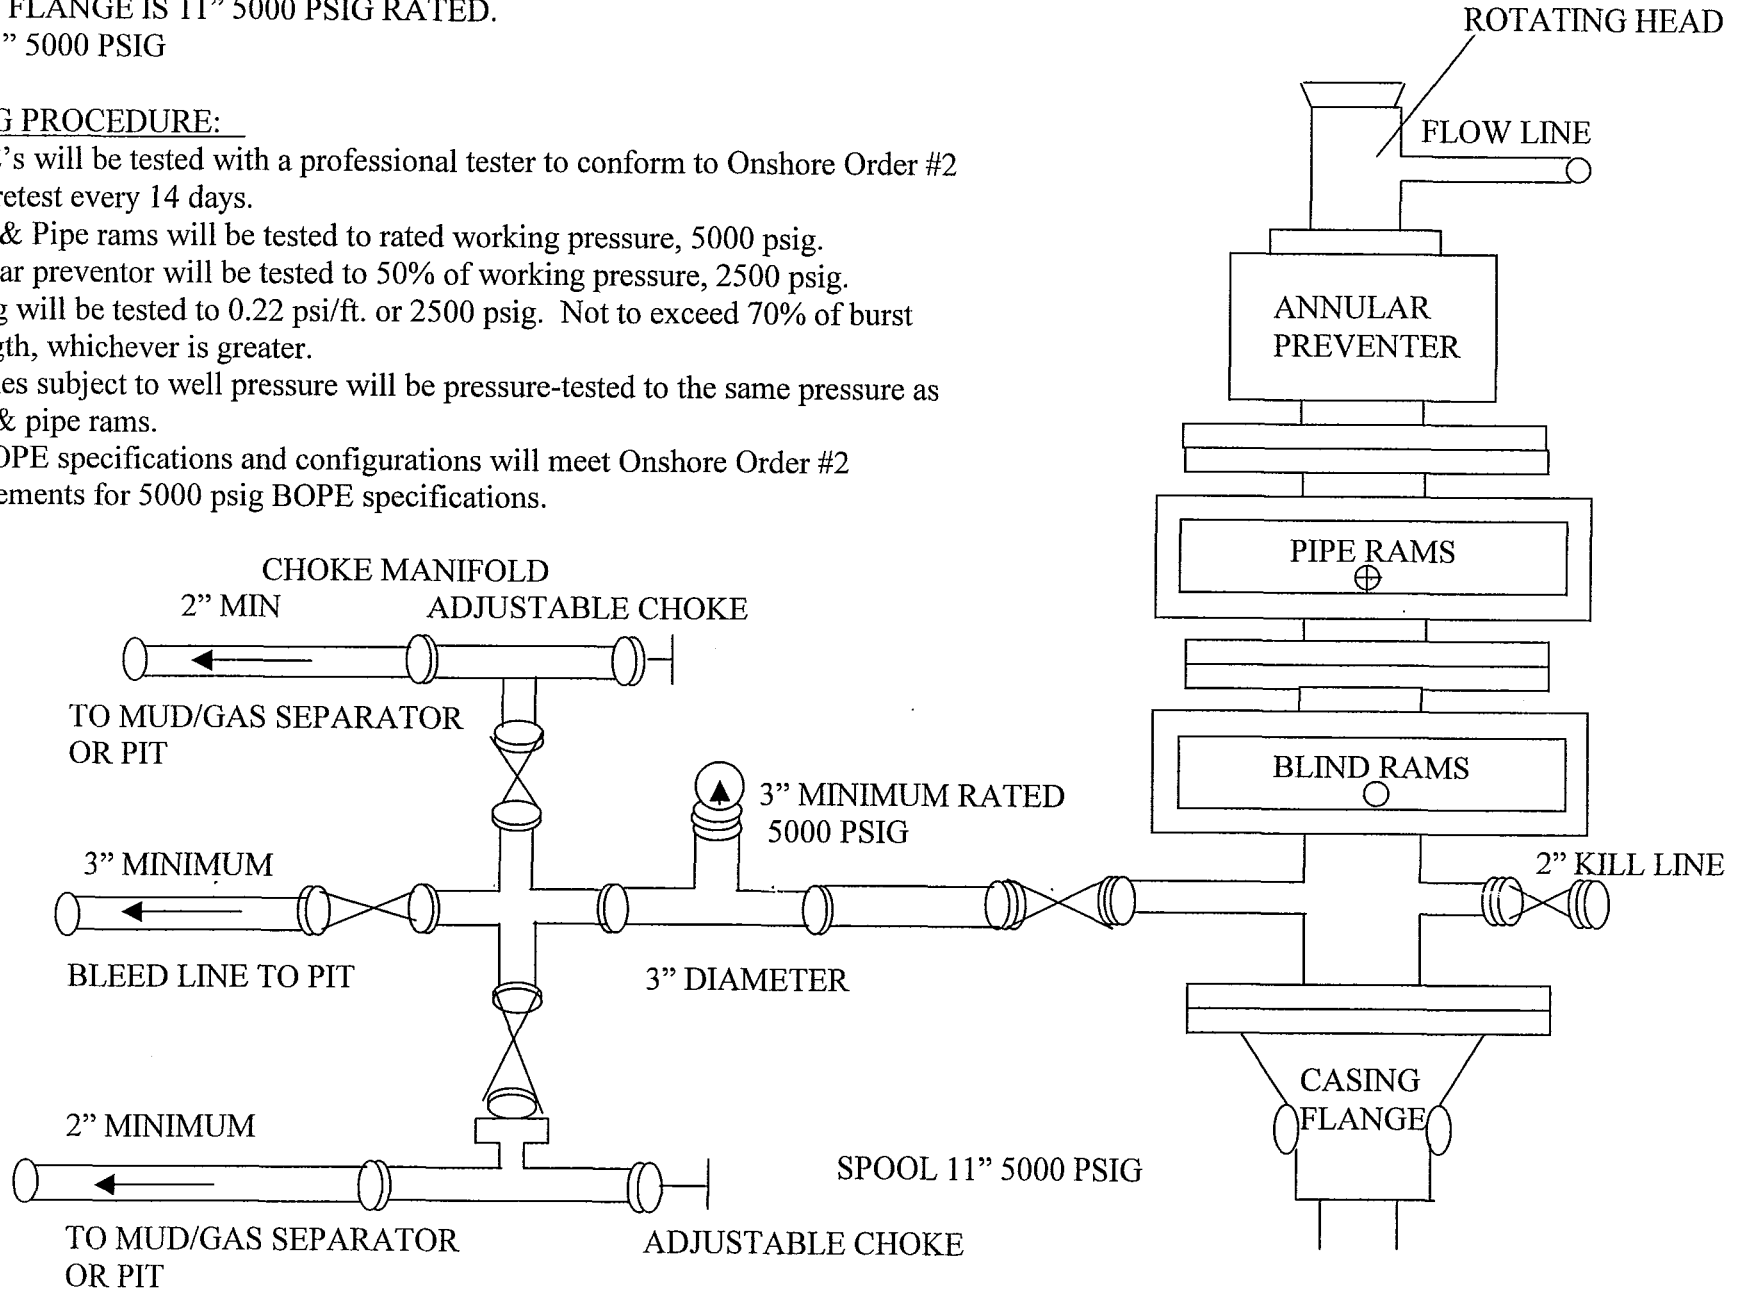 FLANGE IS 11” 5000 PSIG RATED.
” 5000 PSIG
G PROCEDURE:
’s will be tested with a professional tester to conform to Onshore Order #2
retest every 14 days.
& Pipe rams will be tested to rated working pressure, 5000 psig.
ar preventor will be tested to 50% of working pressure, 2500 psig.
g will be tested to 0.22 psi/ft. or 2500 psig. Not to exceed 70% of burst
gth, whichever is greater.
es subject to well pressure will be pressure-tested to the same pressure as
& pipe rams.
OPE specifications and configurations will meet Onshore Order #2
ements for 5000 psig BOPE specifications.
ROTATING HEAD
FLOW LINE
ANNULAR
PREVENTER
PIPE RAMS
BLIND RAMS
2” KILL LINE
CASING
FLANGE
CHOKE MANIFOLD
2” MIN
ADJUSTABLE CHOKE
TO MUD/GAS SEPARATOR
OR PIT
3” MINIMUM RATED
5000 PSIG
3” MINIMUM
BLEED LINE TO PIT
3” DIAMETER
2” MINIMUM
SPOOL 11” 5000 PSIG
TO MUD/GAS SEPARATOR
OR PIT
ADJUSTABLE CHOKE